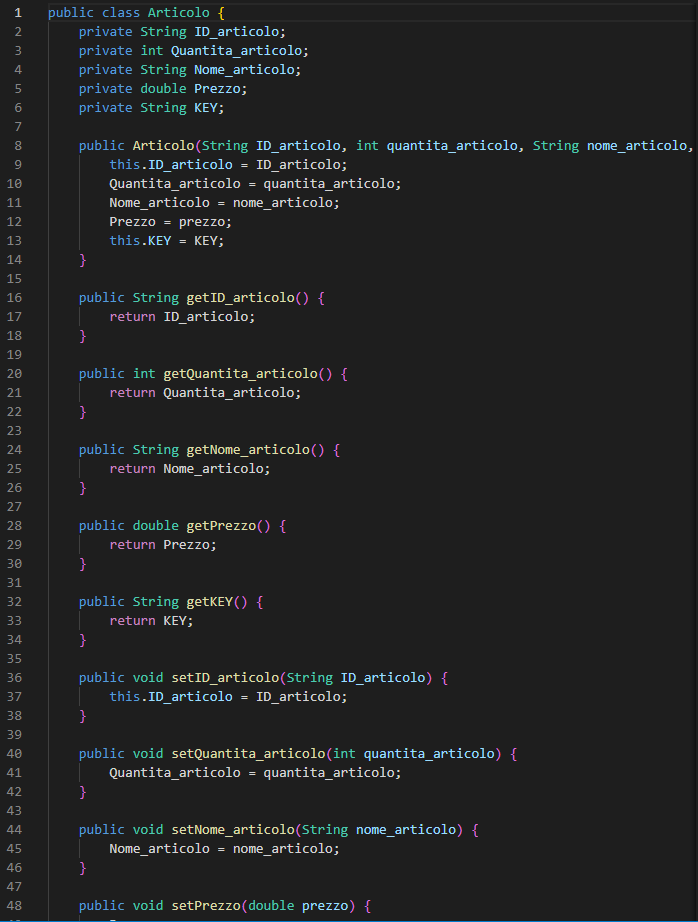 1 public class Articolo {
2 private String ID_articolo;
3 private int Quantita_articolo;
4 private String Nome_articolo;
5 private double Prezzo;
6 private String KEY;
7
8 public Articolo(String ID_articolo, int quantita_articolo, String nome_articolo,
9 this.ID_articolo = ID_articolo;
10 Quantita_articolo = quantita_articolo;
11 Nome_articolo = nome_articolo;
12 Prezzo = prezzo;
13 this.KEY = KEY;
14 }
15
16 public String getID_articolo() {
17 return ID_articolo;
18 }
19
20 public int getQuantita_articolo() {
21 return Quantita_articolo;
22 }
23
24 public String getNome_articolo() {
25 return Nome_articolo;
26 }
27
28 public double getPrezzo() {
29 return Prezzo;
30 }
31
32 public String getKEY() {
33 return KEY;
34 }
35
36 public void setID_articolo(String ID_articolo) {
37 this.ID_articolo = ID_articolo;
38 }
39
40 public void setQuantita_articolo(int quantita_articolo) {
41 Quantita_articolo = quantita_articolo;
42 }
43
44 public void setNome_articolo(String nome_articolo) {
45 Nome_articolo = nome_articolo;
46 }
47
48 public void setPrezzo(double prezzo) {